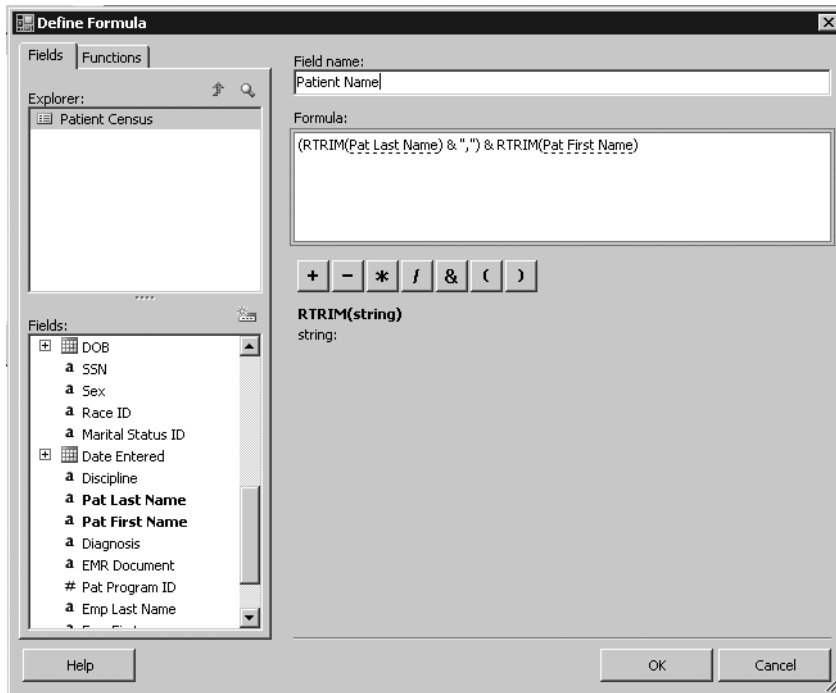 Define Formula
Fields
Functions
Explorer:
Patient Census
Fields:
DOB
a SSN
a Sex
a Race ID
a Marital Status ID
Date Entered
a Discipline
a Pat Last Name
a Pat First Name
a Diagnosis
a EMR Document
# Pat Program ID
a Emp Last Name
Field name:
Patient Name
Formula:
(RTRIM(Pat Last Name) & ",") & RTRIM(Pat First Name)
+ - * / & ( )
RTRIM(string)
string:
Help
OK
Cancel